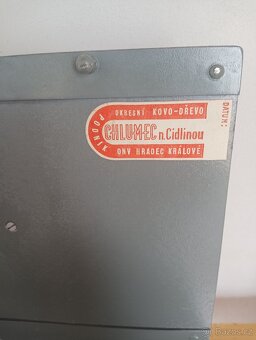 OKRESNÍ KOVO-DŘEVO
PODNIK
CHLUMEC n.Cidlinou
ONV HRADEC KRÁLOVÉ
DATUM: